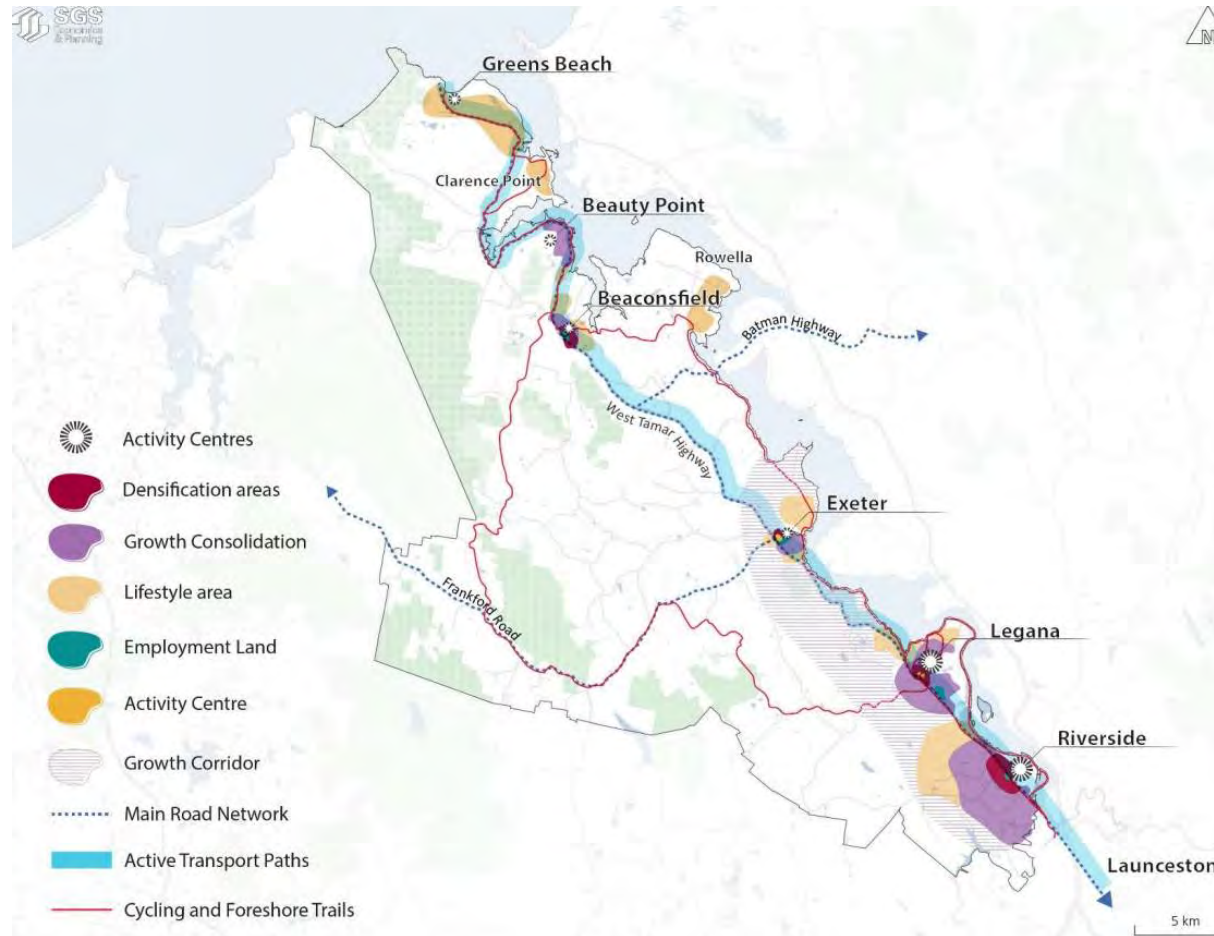 SGS
Economics
& Planning
N
Greens Beach
Clarence Point
Beauty Point
Rowella
Beaconsfield
Batman Highway
West Tamar Highway
Exeter
Frankford Road
Legana
Riverside
Launceston
5 km
Activity Centres
Densification areas
Growth Consolidation
Lifestyle area
Employment Land
Activity Centre
Growth Corridor
Main Road Network
Active Transport Paths
Cycling and Foreshore Trails